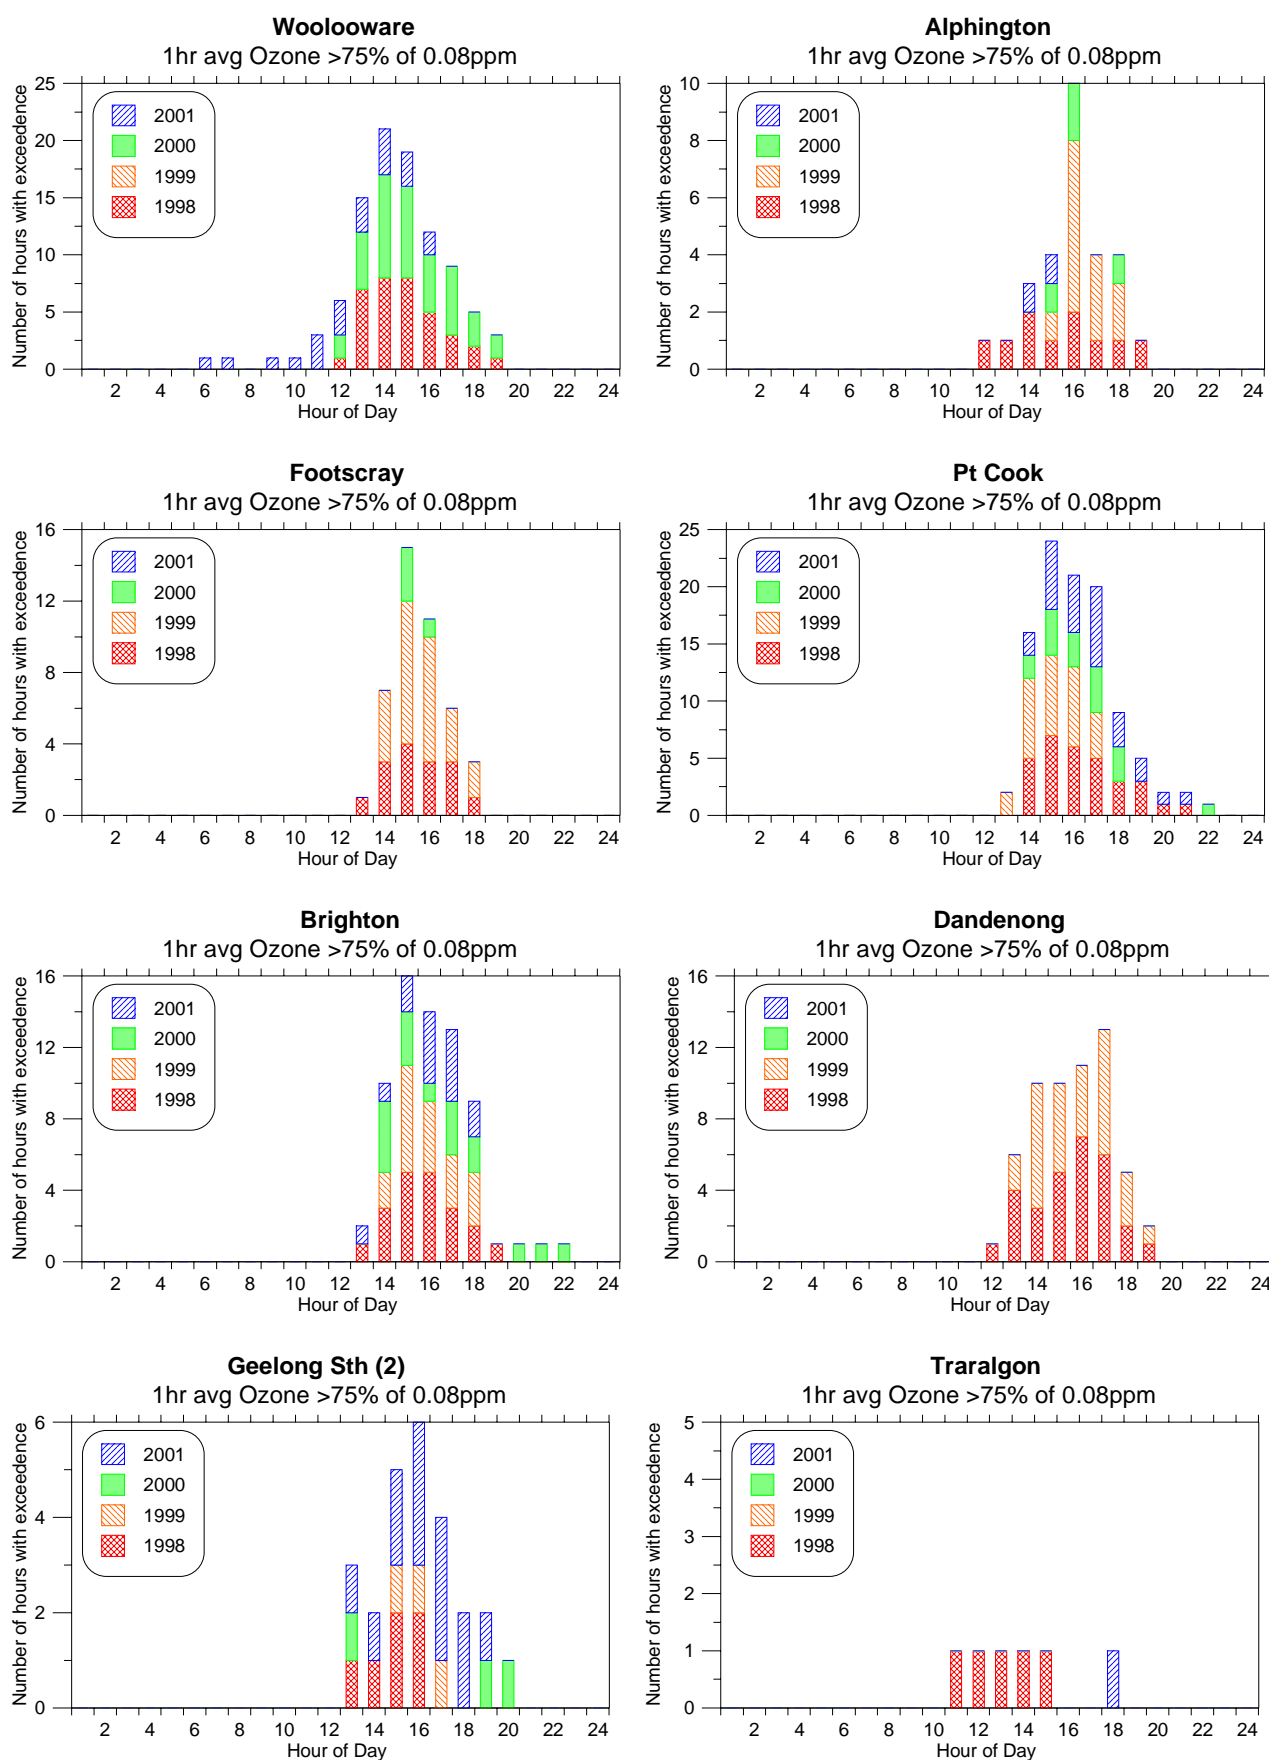 Woolooware
1hr avg Ozone >75% of 0.08ppm
Number of hours with exceedence
25
20
15
10
5
0
2001
2000
1999
1998
2 4 6 8 10 12 14 16 18 20 22 24
Hour of Day
Alphington
1hr avg Ozone >75% of 0.08ppm
Number of hours with exceedence
10
8
6
4
2
0
2001
2000
1999
1998
2 4 6 8 10 12 14 16 18 20 22 24
Hour of Day
Footscray
1hr avg Ozone >75% of 0.08ppm
Number of hours with exceedence
16
12
8
4
0
2001
2000
1999
1998
2 4 6 8 10 12 14 16 18 20 22 24
Hour of Day
Pt Cook
1hr avg Ozone >75% of 0.08ppm
Number of hours with exceedence
25
20
15
10
5
0
2001
2000
1999
1998
2 4 6 8 10 12 14 16 18 20 22 24
Hour of Day
Brighton
1hr avg Ozone >75% of 0.08ppm
Number of hours with exceedence
16
12
8
4
0
2001
2000
1999
1998
2 4 6 8 10 12 14 16 18 20 22 24
Hour of Day
Dandenong
1hr avg Ozone >75% of 0.08ppm
Number of hours with exceedence
16
12
8
4
0
2001
2000
1999
1998
2 4 6 8 10 12 14 16 18 20 22 24
Hour of Day
Geelong Sth (2)
1hr avg Ozone >75% of 0.08ppm
Number of hours with exceedence
6
4
2
0
2001
2000
1999
1998
2 4 6 8 10 12 14 16 18 20 22 24
Hour of Day
Traralgon
1hr avg Ozone >75% of 0.08ppm
Number of hours with exceedence
5
4
3
2
1
0
2001
2000
1999
1998
2 4 6 8 10 12 14 16 18 20 22 24
Hour of Day